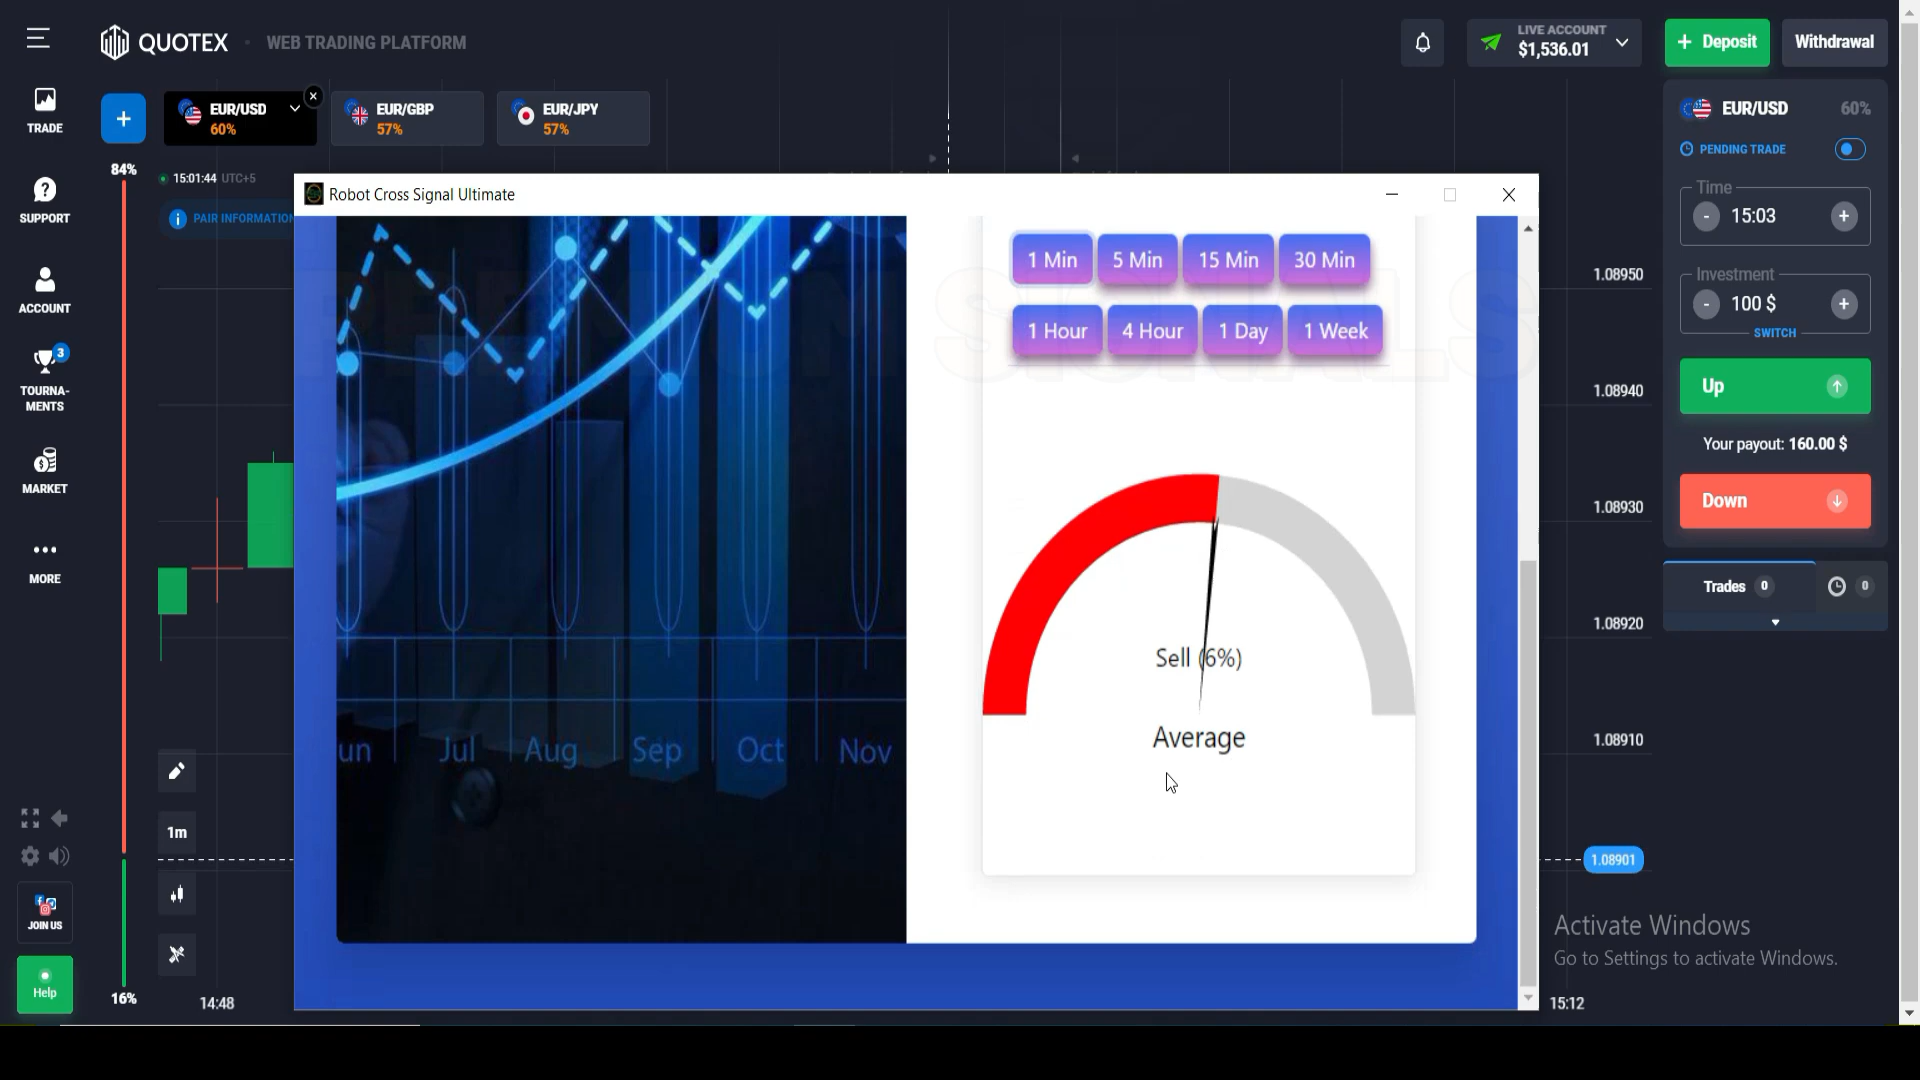 QUOTEX
WEB TRADING PLATFORM
LIVE ACCOUNT
$1,536.01
+ Deposit
Withdrawal
TRADE
SUPPORT
ACCOUNT
3
TOURNA-
MENTS
MARKET
MORE
JOIN US
Help
+
EUR/USD
60%
EUR/GBP
57%
EUR/JPY
57%
84%
16%
15:01:44 UTC+5
PAIR INFORMATION
1m
14:48
Robot Cross Signal Ultimate
1 Min
5 Min
15 Min
30 Min
1 Hour
4 Hour
1 Day
1 Week
SIGNALS
un
Jul
Aug
Sep
Oct
Nov
Sell (6%)
Average
1.08950
1.08940
1.08930
1.08920
1.08910
1.08901
15:12
EUR/USD
60%
PENDING TRADE
Time
- 15:03 +
Investment
- 100 $ +
SWITCH
Up
Your payout: 160.00 $
Down
Trades 0
0
Activate Windows
Go to Settings to activate Windows.